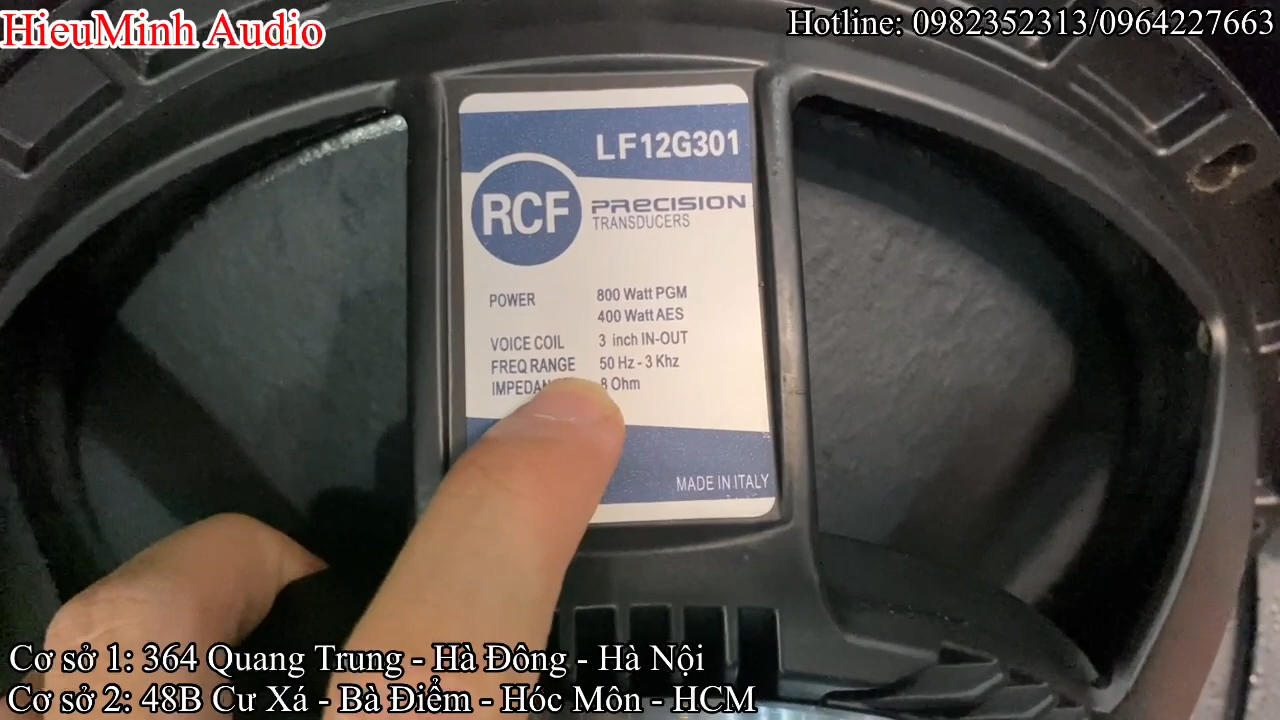 HieuMinh Audio
Hotline: 0982352313/0964227663
LF12G301
RCF
PRECISION
TRANSDUCERS
POWER 800 Watt PGM
400 Watt AES
VOICE COIL 3 inch IN-OUT
FREQ RANGE 50 Hz - 3 Khz
8 Ohm
MADE IN ITALY
Cơ sở 1: 364 Quang Trung - Hà Đông - Hà Nội
Cơ sở 2: 48B Cư Xá - Bà Điểm - Hóc Môn - HCM